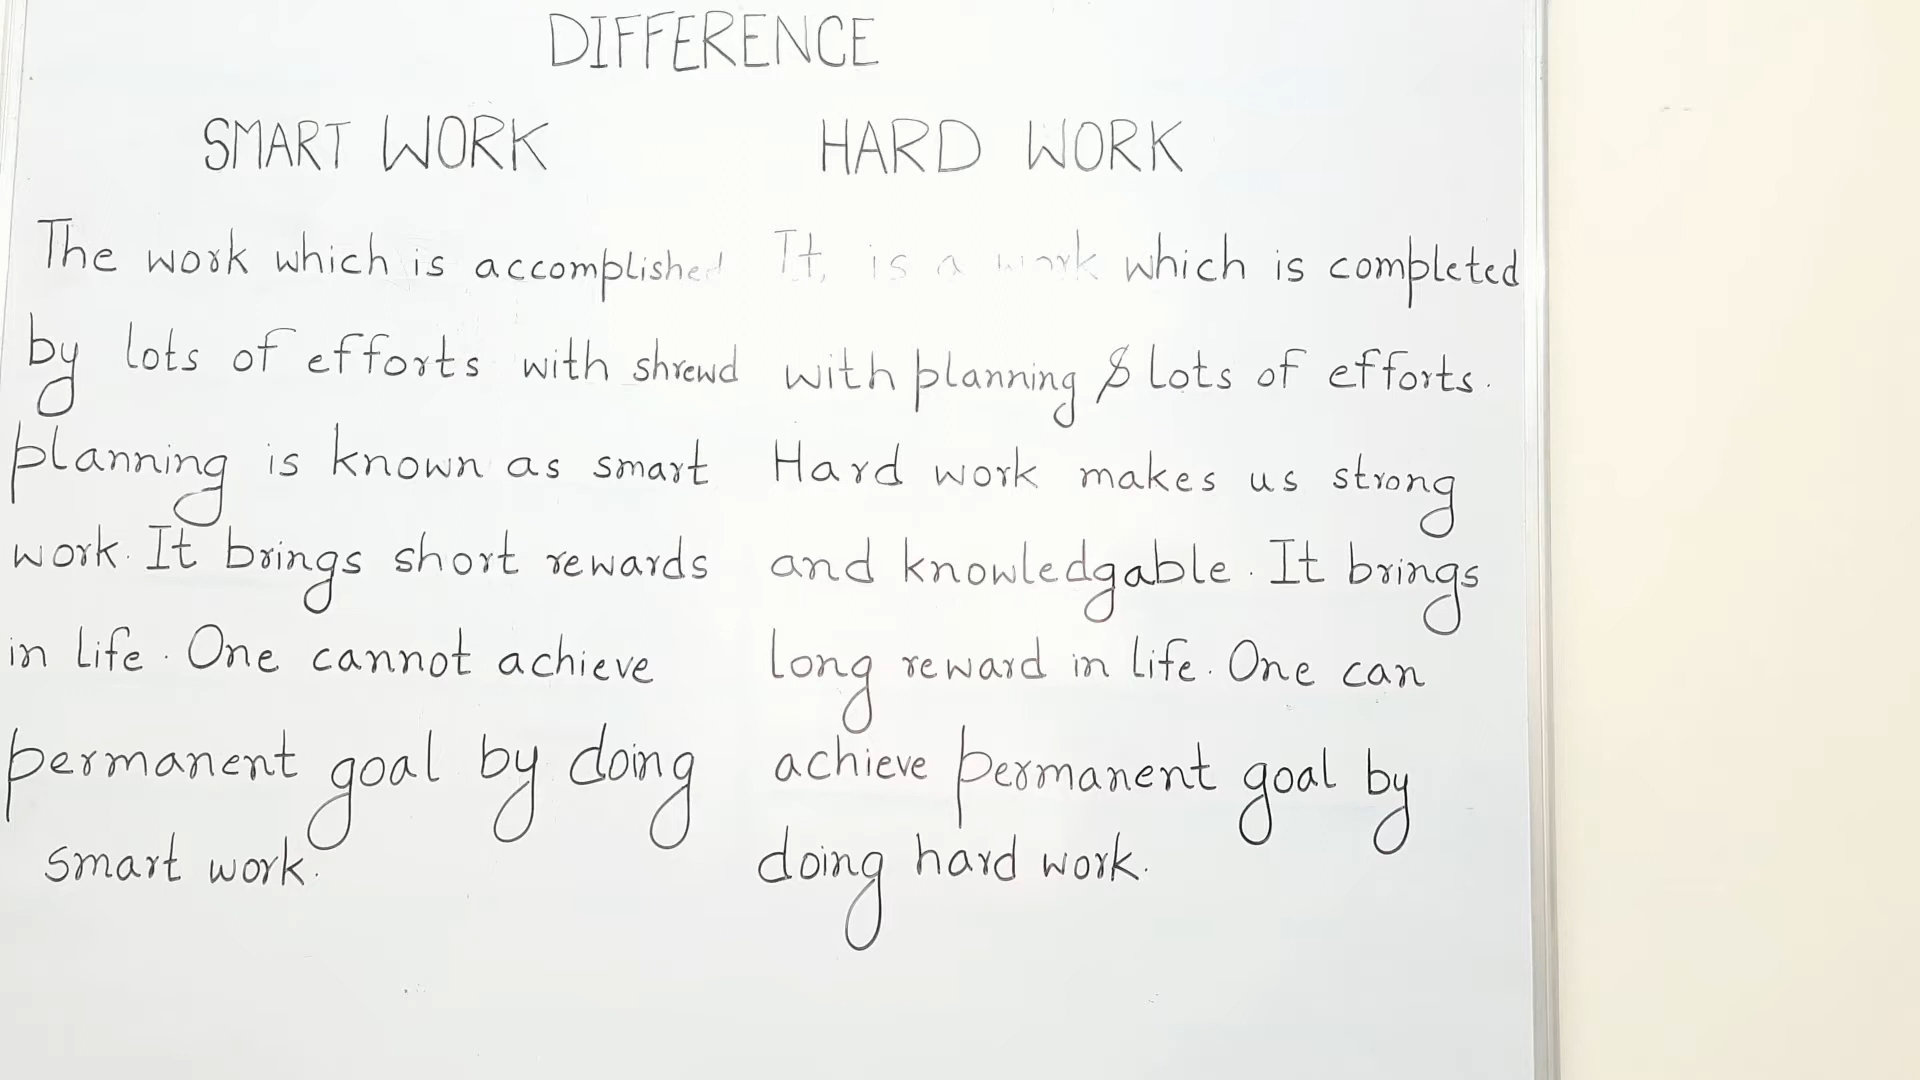 DIFFERENCE
SMART WORK
The work which is accomplished
by lots of efforts with shrewd
planning is known as smart
work. It brings short rewards
in life. One cannot achieve
permanent goal by doing
smart work.
HARD WORK
It is a work which is completed
with planning & lots of efforts.
Hard work makes us strong
and knowledgable. It brings
long reward in life. One can
achieve permanent goal by
doing hard work.